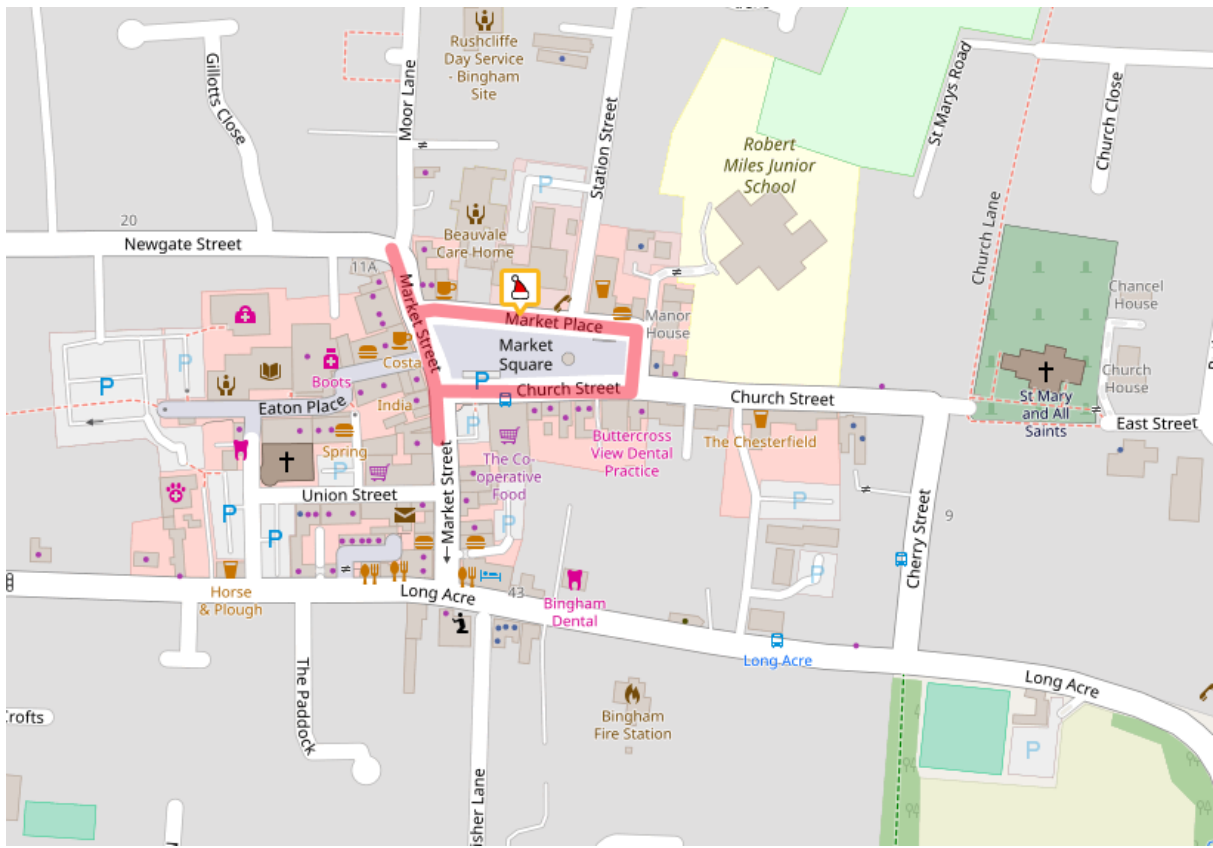 Rushcliffe
Day Service
- Bingham
Site
Gillotts Close
Moor Lane
Station Street
St Marys Road
Church Close
Robert
Miles Junior
School
P
Church Lane
20
Newgate Street
Beauvale
Care Home
11A
Market Street
Market Place
Manor
House
Chancel
House
Market
Square
P
Costa
Boots
P
P
India
Church Street
Church Street
Church
House
St Mary
and All
Saints
East Street
Eaton Place
Spring
P
P
The Co-
operative
Food
Buttercross
View Dental
Practice
The Chesterfield
Union Street
Market Street
P
P
P
P
9
Cherry Street
P
Horse
& Plough
Long Acre
43
Bingham
Dental
Long Acre
Long Acre
The Paddock
Bingham
Fire Station
P